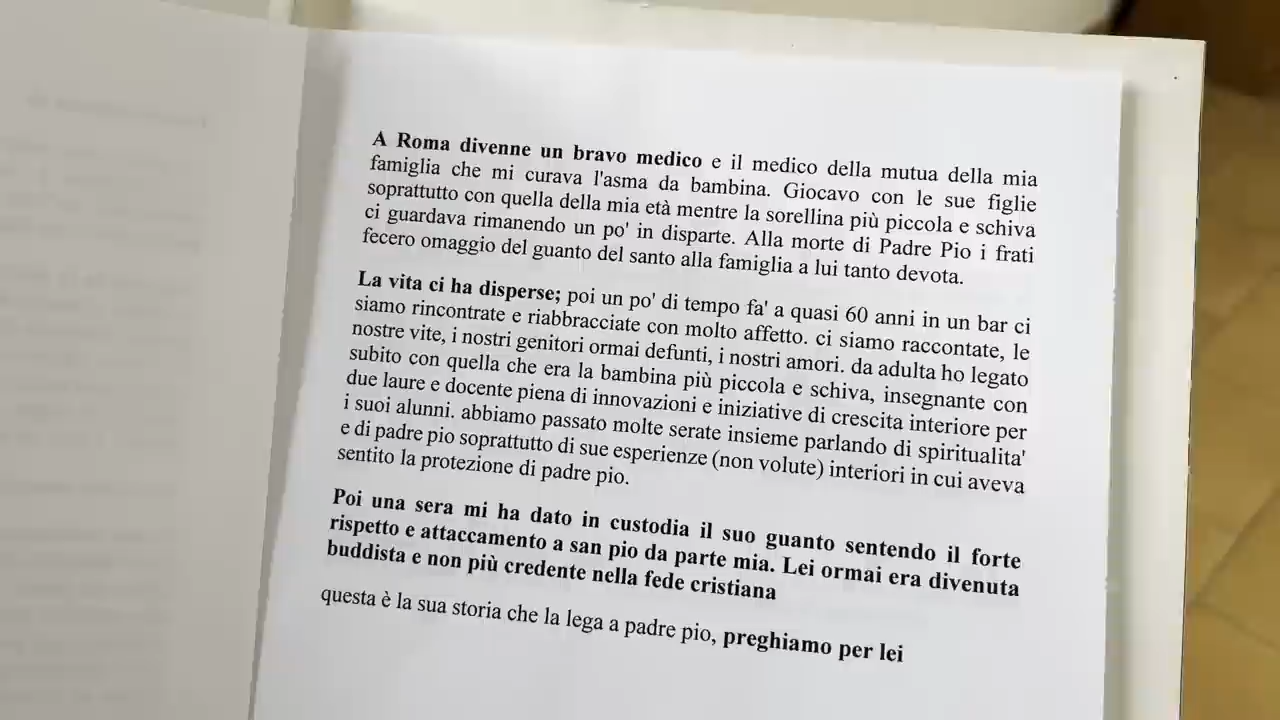 A Roma divenne un bravo medico e il medico della mutua della mia
famiglia che mi curava l'asma da bambina. Giocavo con le sue figlie
soprattutto con quella della mia età mentre la sorellina più piccola e schiva
ci guardava rimanendo un po' in disparte. Alla morte di Padre Pio i frati
fecero omaggio del guanto del santo alla famiglia a lui tanto devota.
La vita ci ha disperse; poi un po' di tempo fa' a quasi 60 anni in un bar ci
siamo rincontrate e riabbracciate con molto affetto. ci siamo raccontate, le
nostre vite, i nostri genitori ormai defunti, i nostri amori. da adulta ho legato
subito con quella che era la bambina più piccola e schiva, insegnante con
due laure e docente piena di innovazioni e iniziative di crescita interiore per
i suoi alunni. abbiamo passato molte serate insieme parlando di spiritualita'
e di padre pio soprattutto di sue esperienze (non volute) interiori in cui aveva
sentito la protezione di padre pio.
Poi una sera mi ha dato in custodia il suo guanto sentendo il forte
rispetto e attaccamento a san pio da parte mia. Lei ormai era divenuta
buddista e non più credente nella fede cristiana
questa è la sua storia che la lega a padre pio, preghiamo per lei